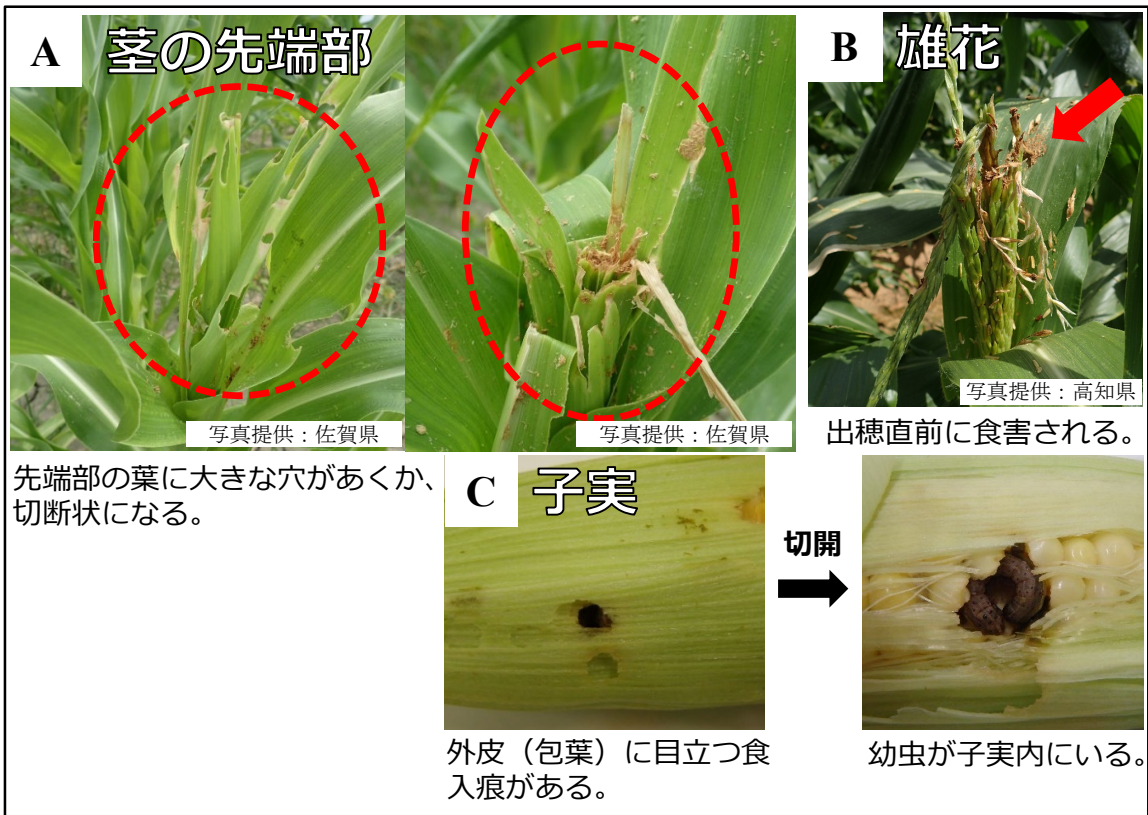 A 茎の先端部
写真提供：佐賀県
写真提供：佐賀県
先端部の葉に大きな穴があくか、
切断状になる。
B 雄花
写真提供：高知県
出穂直前に食害される。
C 子実
外皮（包葉）に目立つ食
入痕がある。
切開
幼虫が子実内にいる。